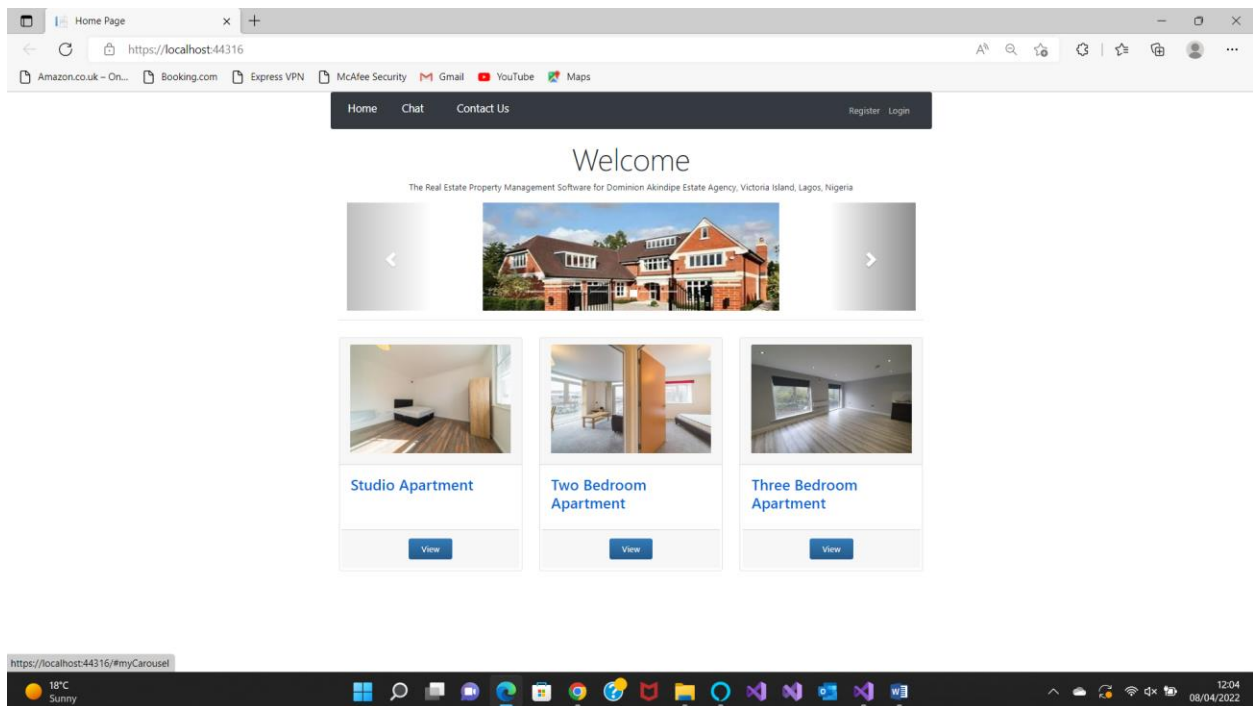 Home Page
https://localhost:44316
Amazon.co.uk – On...
Booking.com
Express VPN
McAfee Security
Gmail
YouTube
Maps
Home Chat Contact Us Register Login
Welcome
The Real Estate Property Management Software for Dominion Akindipe Estate Agency, Victoria Island, Lagos, Nigeria
Studio Apartment
Two Bedroom
Apartment
Three Bedroom
Apartment
View
View
View
https://localhost:44316/#myCarousel
18°C
Sunny
12:04
08/04/2022